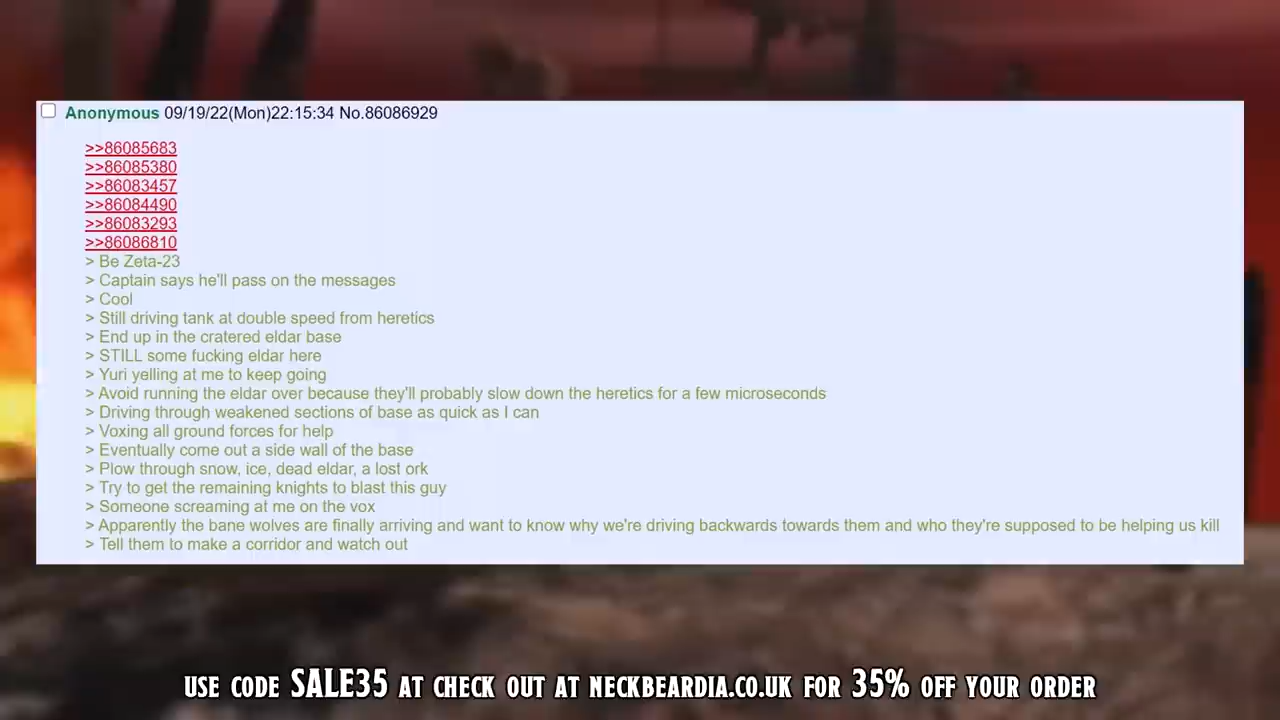 Anonymous 09/19/22(Mon)22:15:34 No.86086929
>>86085683
>>86085380
>>86083457
>>86084490
>>86083293
>>86086810
> Be Zeta-23
> Captain says he'll pass on the messages
> Cool
> Still driving tank at double speed from heretics
> End up in the cratered eldar base
> STILL some fucking eldar here
> Yuri yelling at me to keep going
> Avoid running the eldar over because they'll probably slow down the heretics for a few microseconds
> Driving through weakened sections of base as quick as I can
> Voxing all ground forces for help
> Eventually come out a side wall of the base
> Plow through snow, ice, dead eldar, a lost ork
> Try to get the remaining knights to blast this guy
> Someone screaming at me on the vox
> Apparently the bane wolves are finally arriving and want to know why we're driving backwards towards them and who they're supposed to be helping us kill
> Tell them to make a corridor and watch out
USE CODE SALE35 AT CHECK OUT AT NECKBEARDIA.CO.UK FOR 35% OFF YOUR ORDER